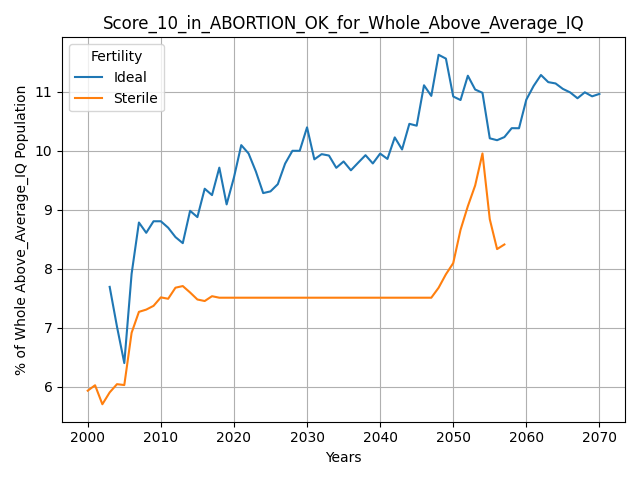 Score_10_in_ABORTION_OK_for_Whole_Above_Average_IQ
Fertility
Ideal
Sterile
% of Whole Above_Average_IQ Population
11
10
9
8
7
6
2000 2010 2020 2030 2040 2050 2060 2070
Years